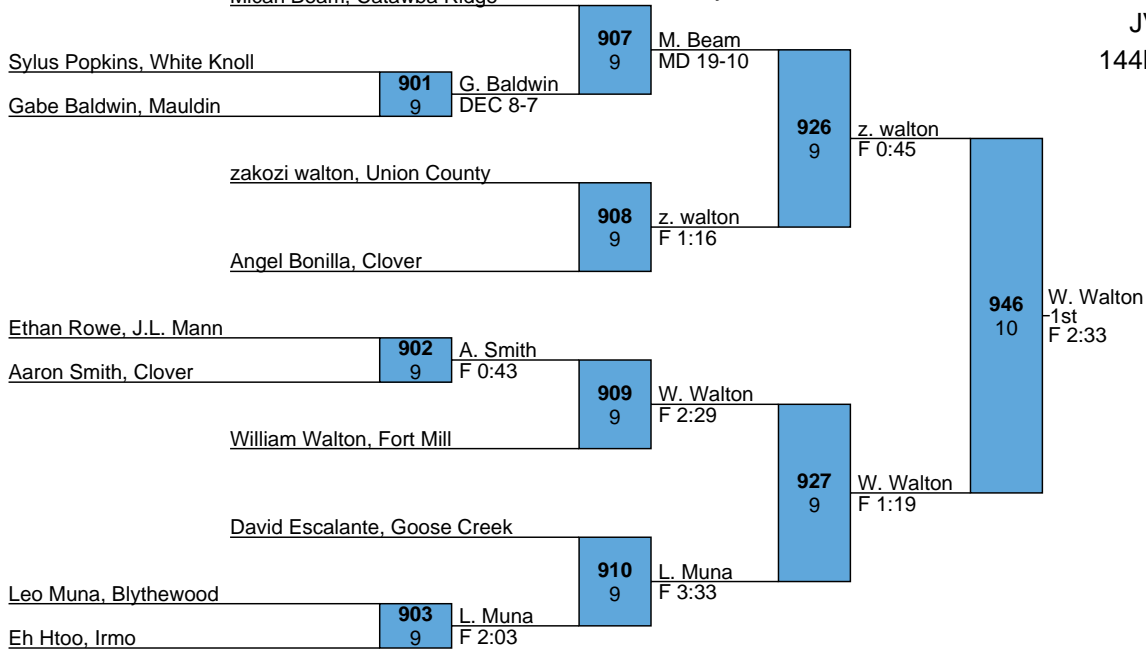 907
9
M. Beam
MD 19-10
JV
144
Sylus Popkins, White Knoll
901
9
G. Baldwin
DEC 8-7
Gabe Baldwin, Mauldin
926
9
z. walton
F 0:45
zakozi walton, Union County
908
9
z. walton
F 1:16
Angel Bonilla, Clover
946
10
W. Walton
1st
F 2:33
Ethan Rowe, J.L. Mann
902
9
A. Smith
F 0:43
Aaron Smith, Clover
909
9
W. Walton
F 2:29
William Walton, Fort Mill
927
9
W. Walton
F 1:19
David Escalante, Goose Creek
910
9
L. Muna
F 3:33
Leo Muna, Blythewood
903
9
L. Muna
F 2:03
Eh Htoo, Irmo